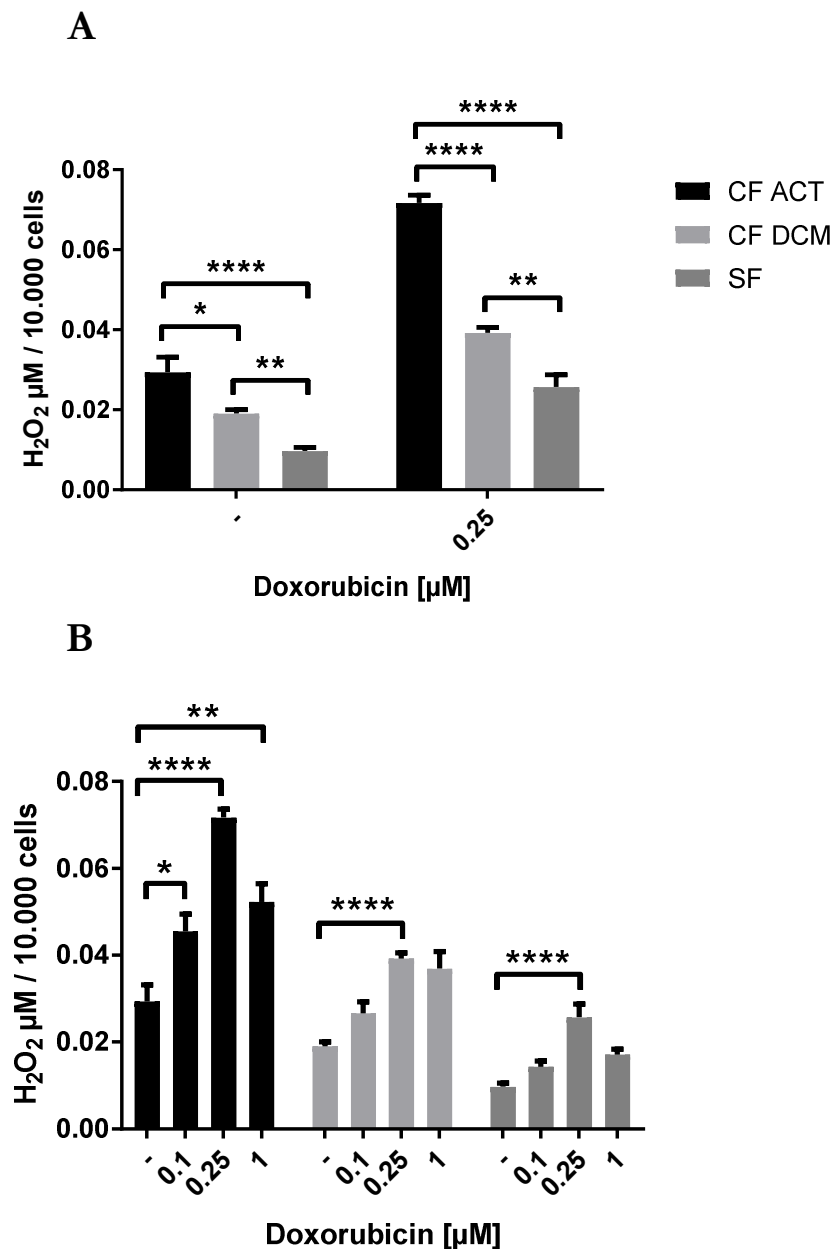 A
****
****
0.08
CF ACT
CF DCM
SF
0.06
****
**
*
0.04
**
0.02
0.00
H₂O₂ µM / 10.000 cells
-
0.25
Doxorubicin [µM]
B
**
****
0.08
*
0.06
****
0.04
****
0.02
0.00
H₂O₂ µM / 10.000 cells
- 0.1 0.25 1 - 0.1 0.25 1 - 0.1 0.25 1
Doxorubicin [µM]